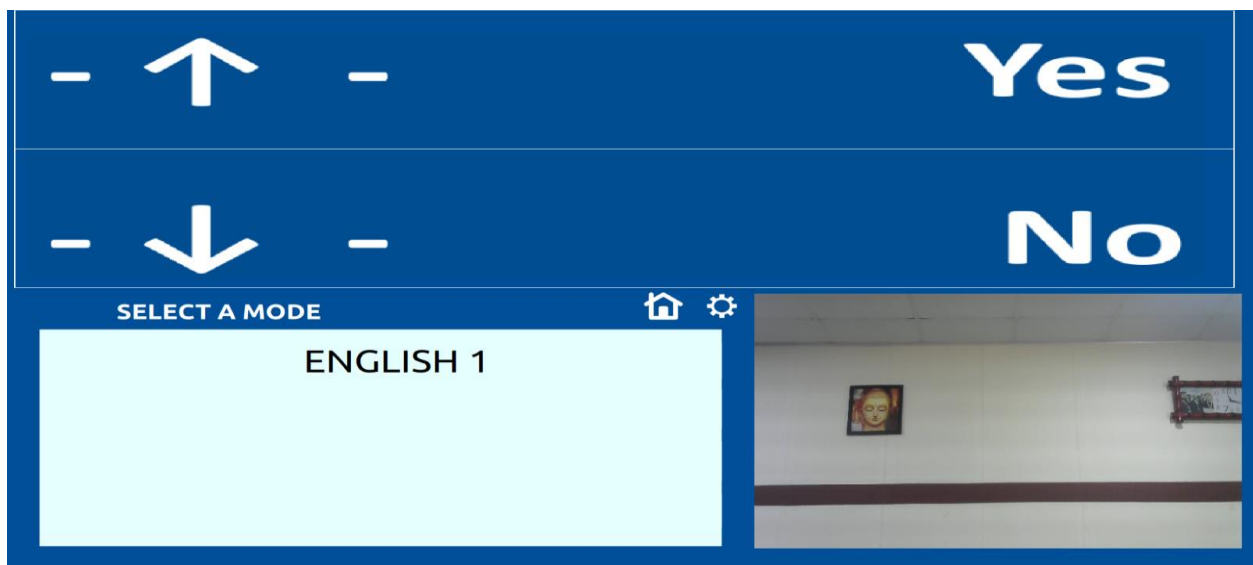 - ↑ - Yes
- ↓ - No
SELECT A MODE
ENGLISH 1